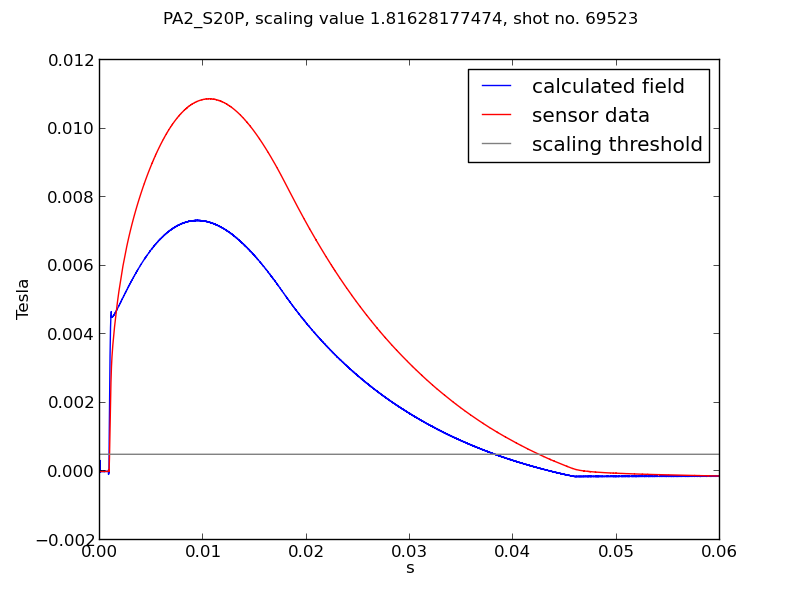 PA2_S20P, scaling value 1.81628177474, shot no. 69523
calculated field
sensor data
scaling threshold
Tesla
0.012
0.010
0.008
0.006
0.004
0.002
0.000
−0.002
0.00 0.01 0.02 0.03 0.04 0.05 0.06
s